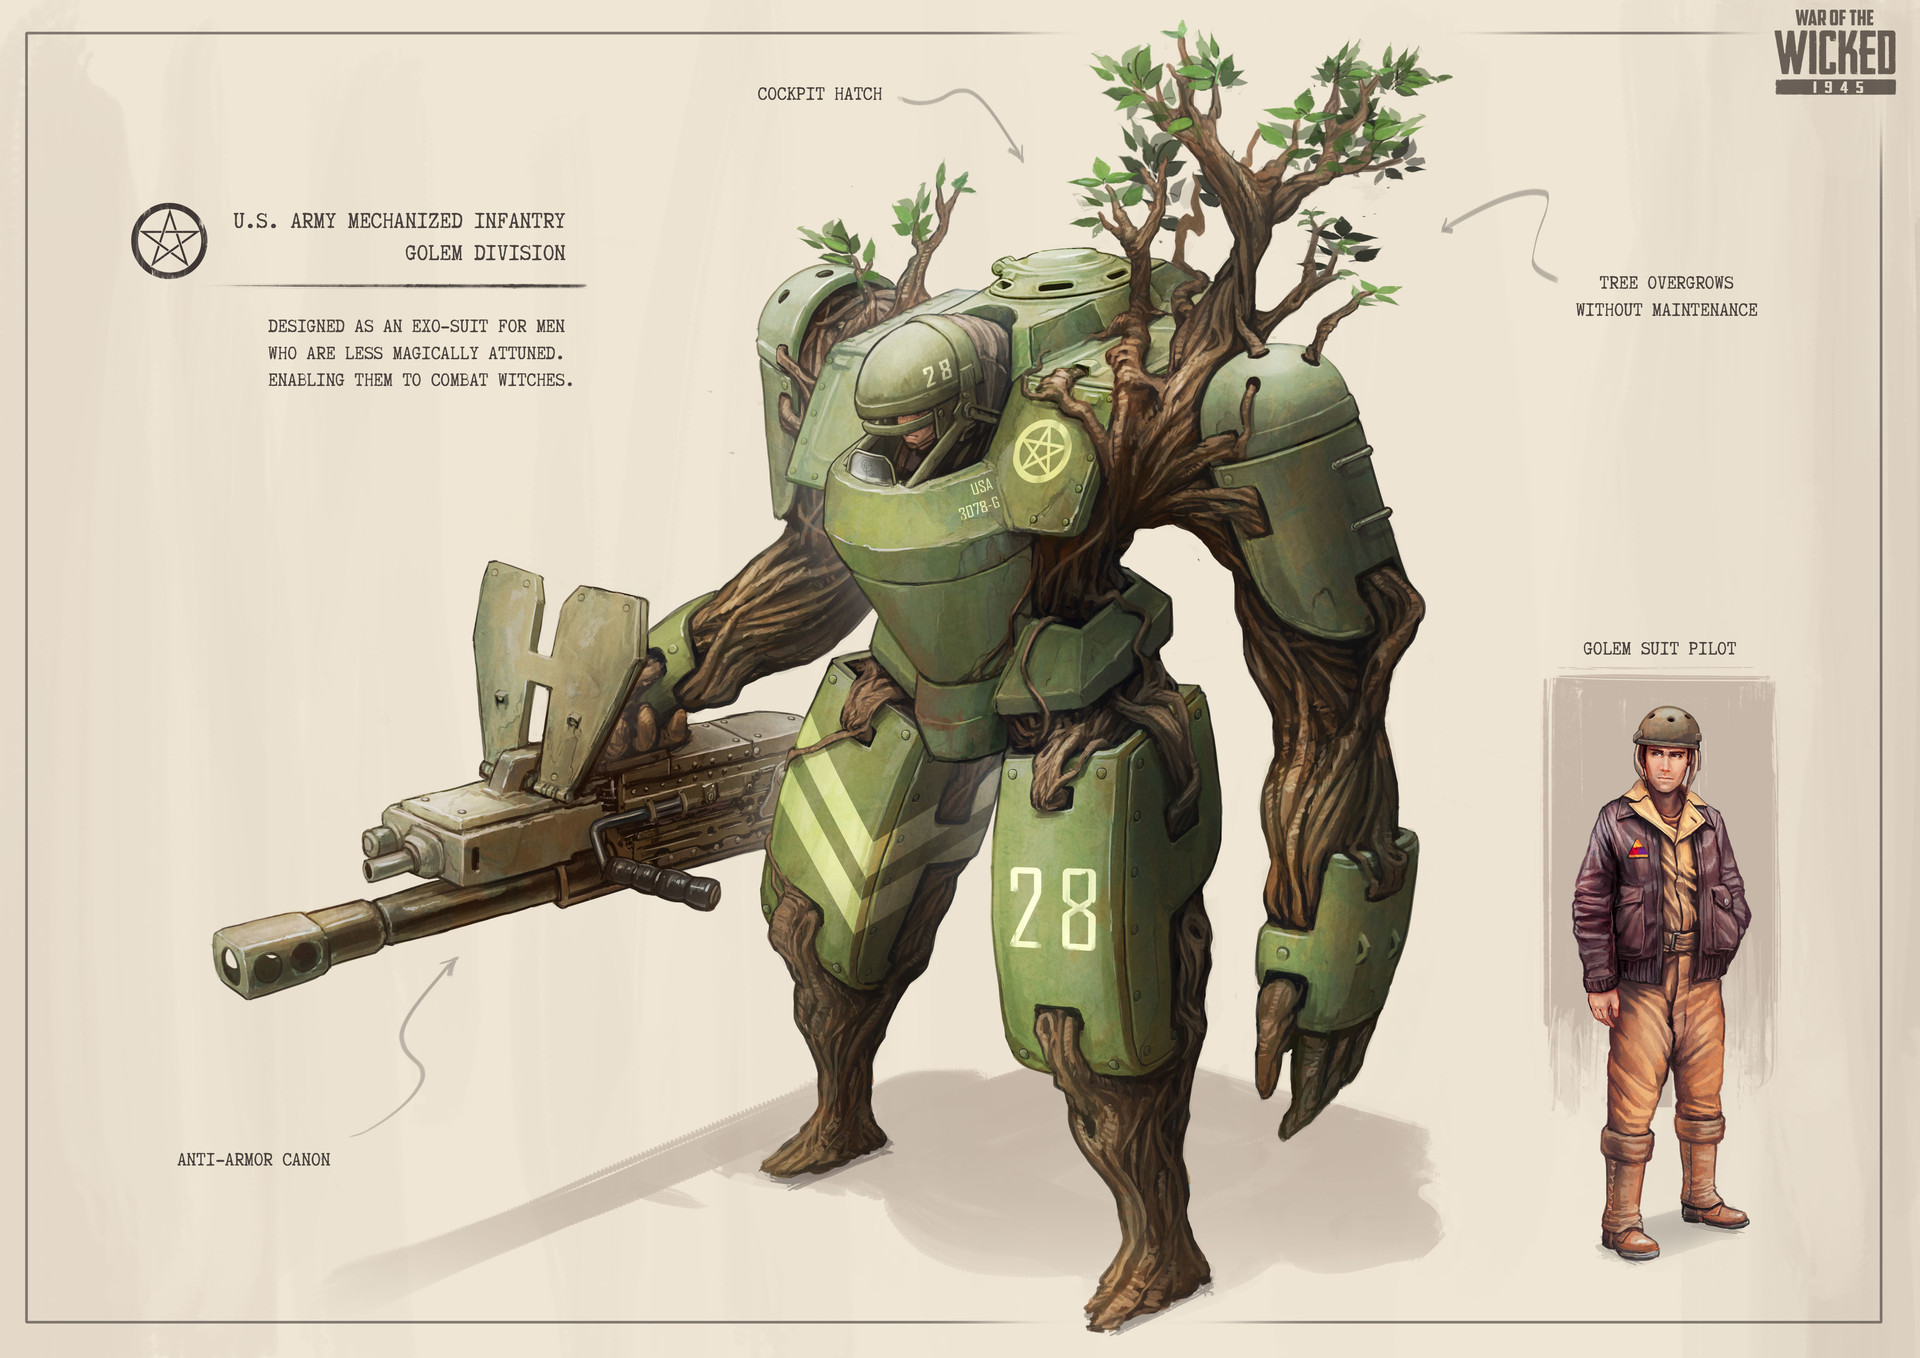 WAR OF THE
WICKED
1945
COCKPIT HATCH
U.S. ARMY MECHANIZED INFANTRY
GOLEM DIVISION
DESIGNED AS AN EXO-SUIT FOR MEN
WHO ARE LESS MAGICALLY ATTUNED.
ENABLING THEM TO COMBAT WITCHES.
TREE OVERGROWS
WITHOUT MAINTENANCE
28
USA
3078-G
GOLEM SUIT PILOT
28
ANTI-ARMOR CANON